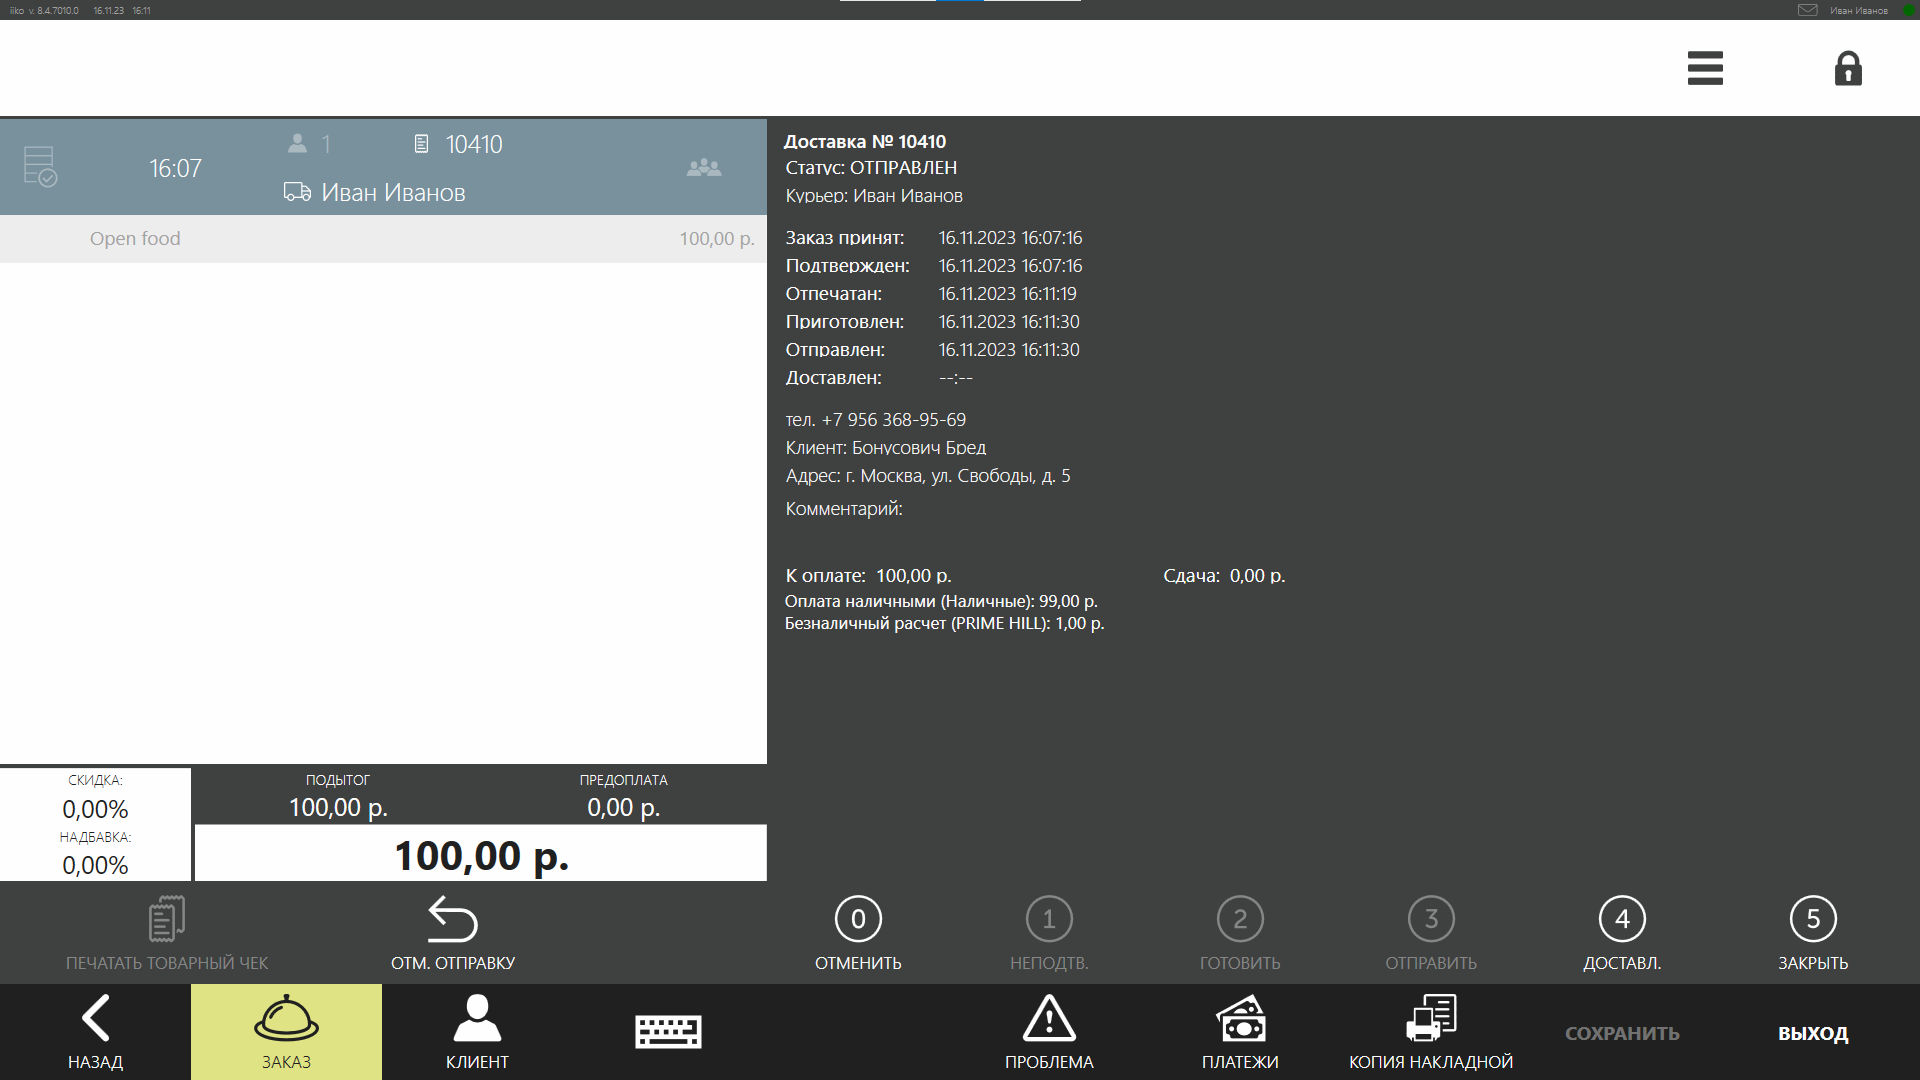 iiko v. 8.4.7010.0 16.11.23 16:11
Иван Иванов
16:07
1
10410
Иван Иванов
Open food 100,00 р.
Доставка № 10410
Статус: ОТПРАВЛЕН
Курьер: Иван Иванов
Заказ принят: 16.11.2023 16:07:16
Подтвержден: 16.11.2023 16:07:16
Отпечатан: 16.11.2023 16:11:19
Приготовлен: 16.11.2023 16:11:30
Отправлен: 16.11.2023 16:11:30
Доставлен: --:--
тел. +7 956 368-95-69
Клиент: Бонусович Бред
Адрес: г. Москва, ул. Свободы, д. 5
Комментарий:
К оплате: 100,00 р. Сдача: 0,00 р.
Оплата наличными (Наличные): 99,00 р.
Безналичный расчет (PRIME HILL): 1,00 р.
СКИДКА:
0,00%
НАДБАВКА:
0,00%
ПОДЫТОГ
100,00 р.
ПРЕДОПЛАТА
0,00 р.
100,00 р.
ПЕЧАТАТЬ ТОВАРНЫЙ ЧЕК
ОТМ. ОТПРАВКУ
0
ОТМЕНИТЬ
1
НЕПОДТВ.
2
ГОТОВИТЬ
3
ОТПРАВИТЬ
4
ДОСТАВЛ.
5
ЗАКРЫТЬ
НАЗАД
ЗАКАЗ
КЛИЕНТ
ПРОБЛЕМА
ПЛАТЕЖИ
КОПИЯ НАКЛАДНОЙ
СОХРАНИТЬ
ВЫХОД